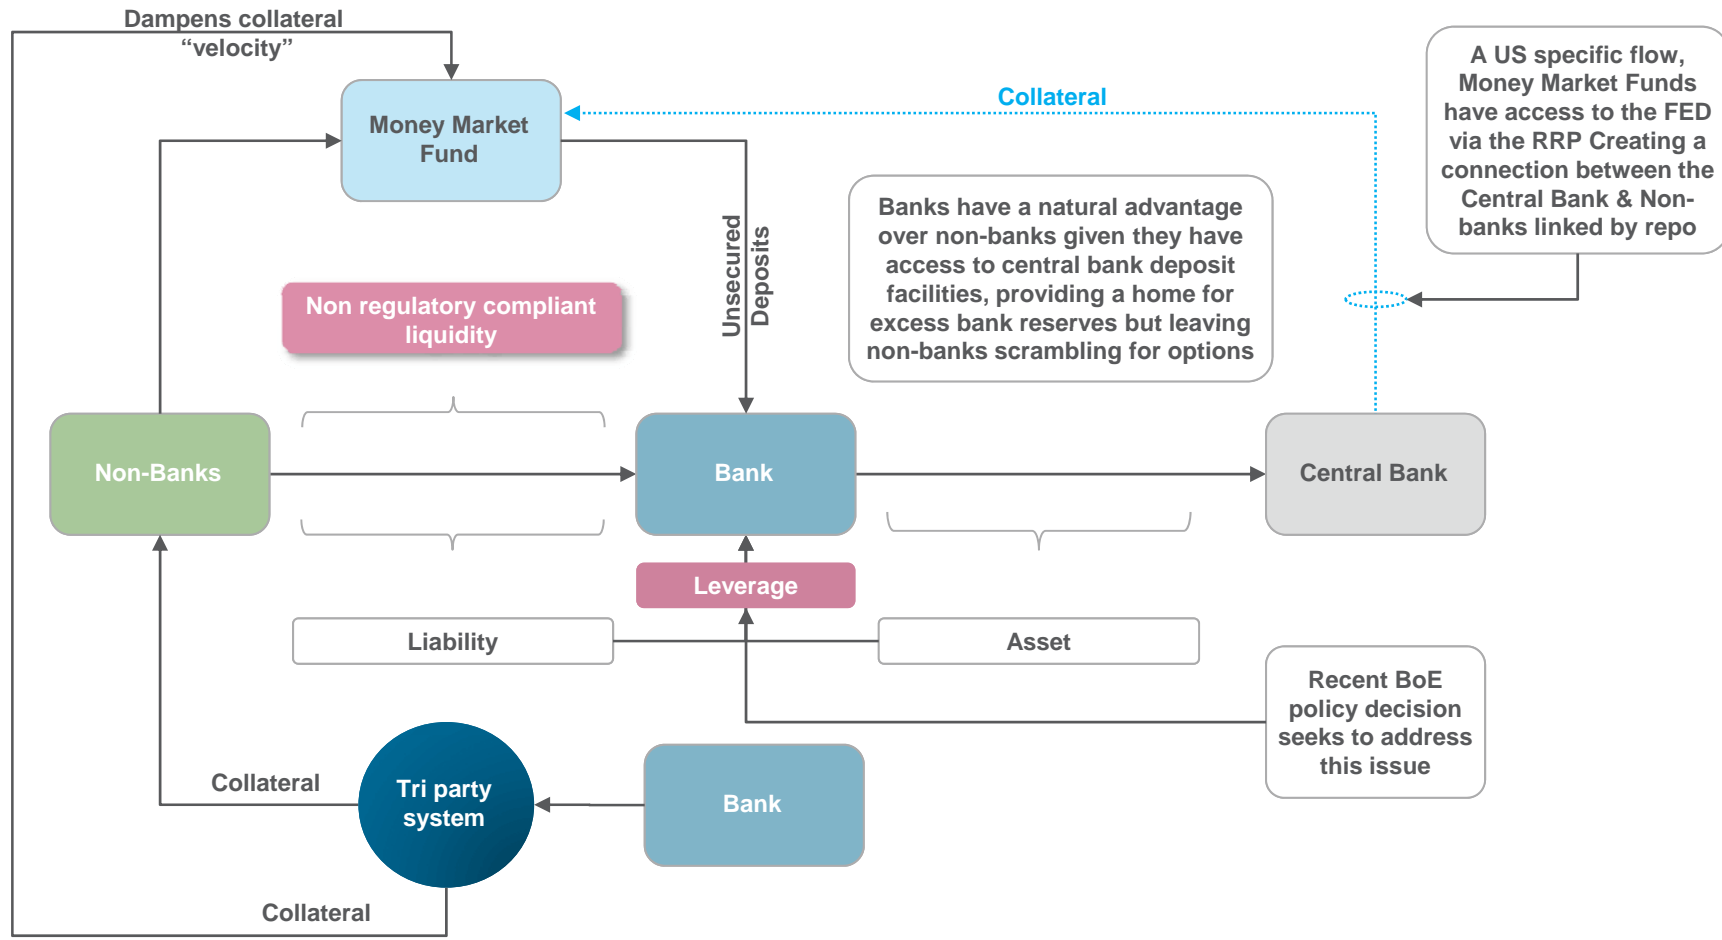 Dampens collateral
“velocity”
A US specific flow,
Money Market Funds
have access to the FED
via the RRP Creating a
connection between the
Central Bank & Non-
banks linked by repo
Collateral
Money Market
Fund
Unsecured
Deposits
Banks have a natural advantage
over non-banks given they have
access to central bank deposit
facilities, providing a home for
excess bank reserves but leaving
non-banks scrambling for options
Non regulatory compliant
liquidity
Non-Banks
Bank
Central Bank
Leverage
Liability
Asset
Recent BoE
policy decision
seeks to address
this issue
Collateral
Tri party
system
Bank
Collateral